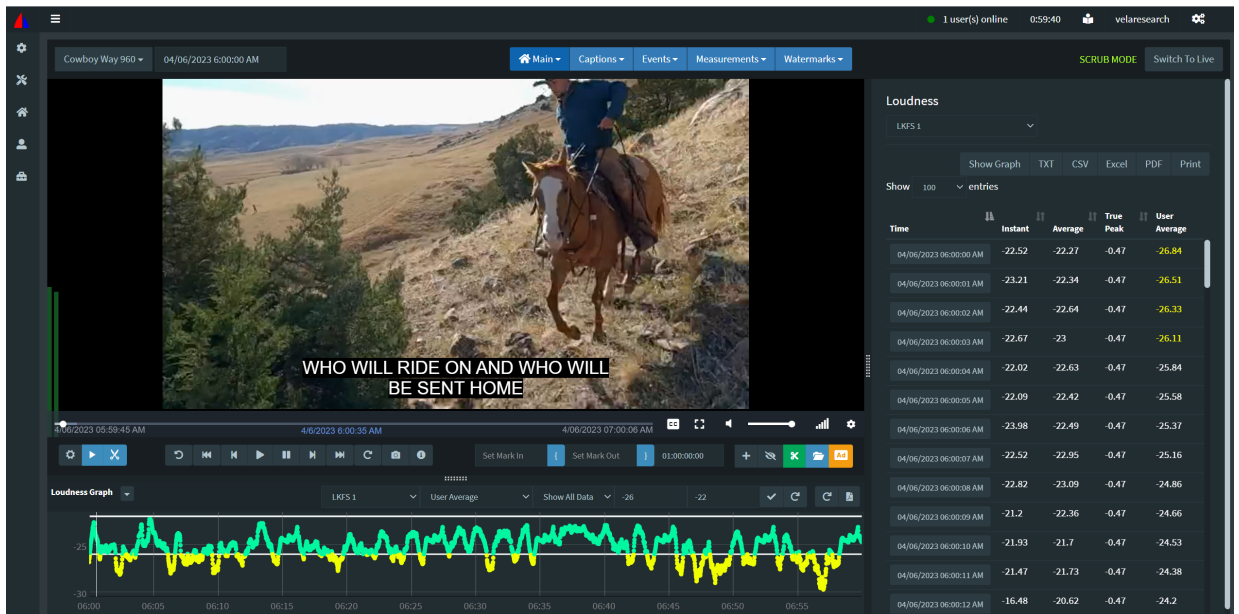 1 user(s) online 0:59:40 velaresearch
Cowboy Way 960 04/06/2023 6:00:00 AM Main Captions Events Measurements Watermarks SCRUB MODE Switch To Live
WHO WILL RIDE ON AND WHO WILL
BE SENT HOME
4/06/2023 05:59:45 AM 4/6/2023 6:00:35 AM 4/06/2023 07:00:06 AM CC
Set Mark In { Set Mark Out } 01:00:00:00 Ad
Loudness Graph LKFS 1 User Average Show All Data -26 -22
-25
-30
06:00 06:05 06:10 06:15 06:20 06:25 06:30 06:35 06:40 06:45 06:50 06:55
Loudness
LKFS 1
Show Graph TXT CSV Excel PDF Print
Show 100 entries
Time Instant Average True Peak User Average
04/06/2023 06:00:00 AM -22.52 -22.27 -0.47 -26.84
04/06/2023 06:00:01 AM -23.21 -22.34 -0.47 -26.51
04/06/2023 06:00:02 AM -22.44 -22.64 -0.47 -26.33
04/06/2023 06:00:03 AM -22.67 -23 -0.47 -26.11
04/06/2023 06:00:04 AM -22.02 -22.63 -0.47 -25.84
04/06/2023 06:00:05 AM -22.09 -22.42 -0.47 -25.58
04/06/2023 06:00:06 AM -23.98 -22.49 -0.47 -25.37
04/06/2023 06:00:07 AM -22.52 -22.95 -0.47 -25.16
04/06/2023 06:00:08 AM -22.82 -23.09 -0.47 -24.86
04/06/2023 06:00:09 AM -21.2 -22.36 -0.47 -24.66
04/06/2023 06:00:10 AM -21.93 -21.7 -0.47 -24.53
04/06/2023 06:00:11 AM -21.47 -21.73 -0.47 -24.38
04/06/2023 06:00:12 AM -16.48 -20.62 -0.47 -24.2